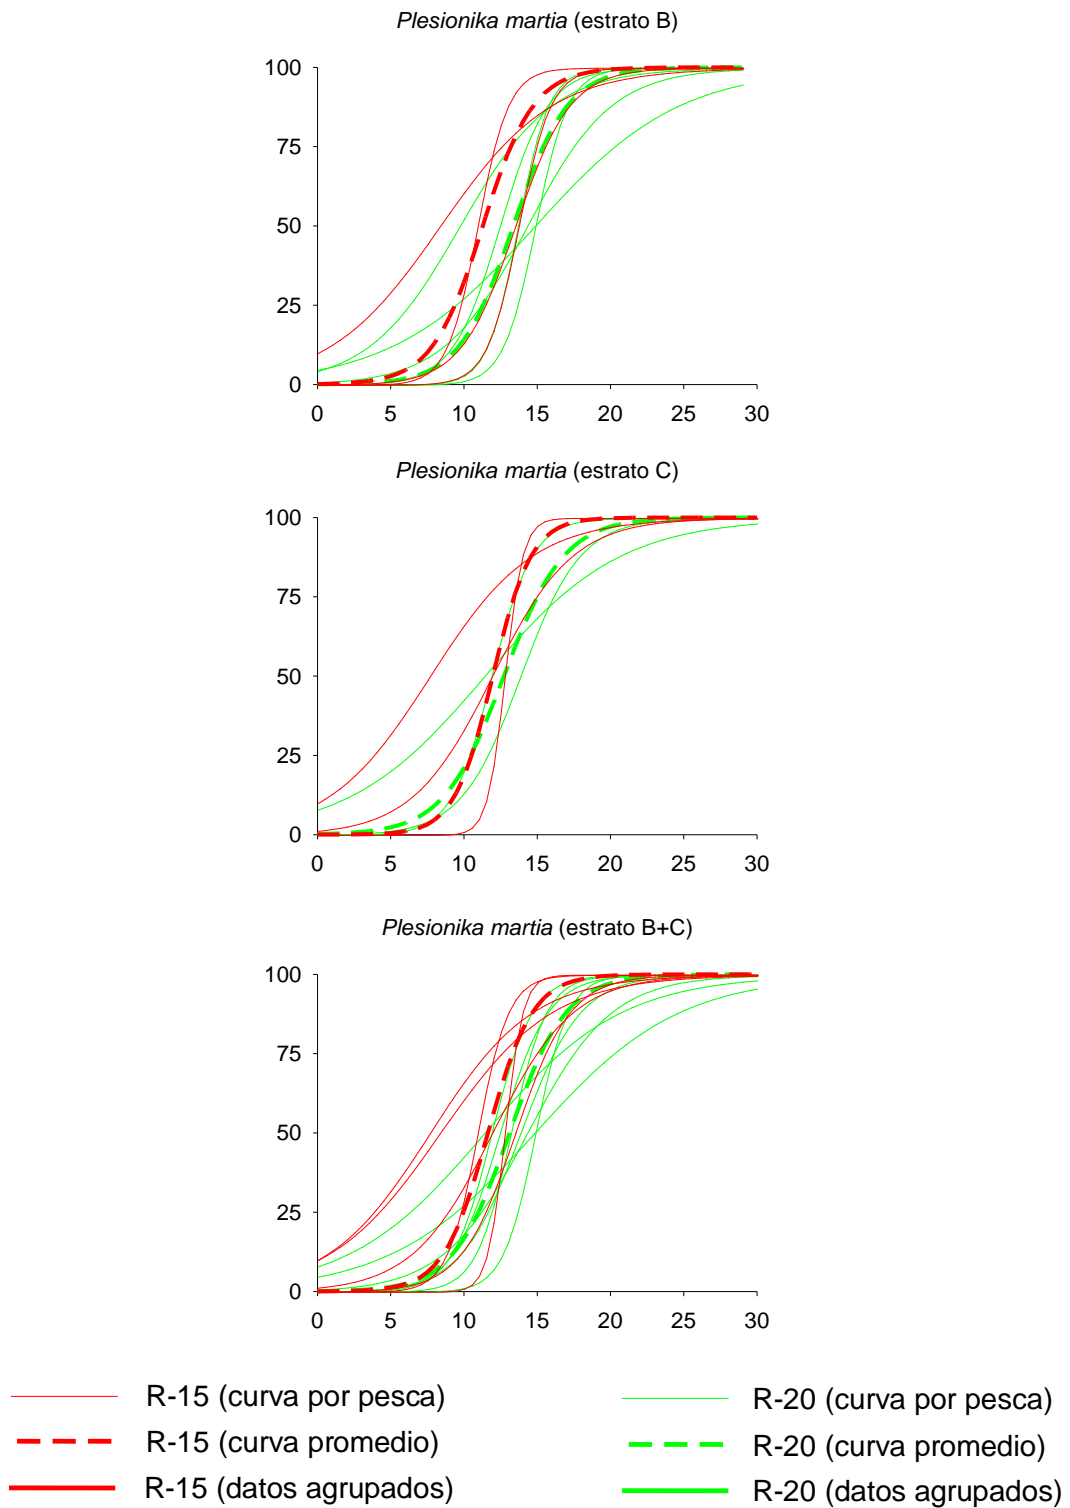 Plesionika martia (estrato B)
100
75
50
25
0
0 5 10 15 20 25 30
Plesionika martia (estrato C)
100
75
50
25
0
0 5 10 15 20 25 30
Plesionika martia (estrato B+C)
100
75
50
25
0
0 5 10 15 20 25 30
R-15 (curva por pesca)
R-15 (curva promedio)
R-15 (datos agrupados)
R-20 (curva por pesca)
R-20 (curva promedio)
R-20 (datos agrupados)